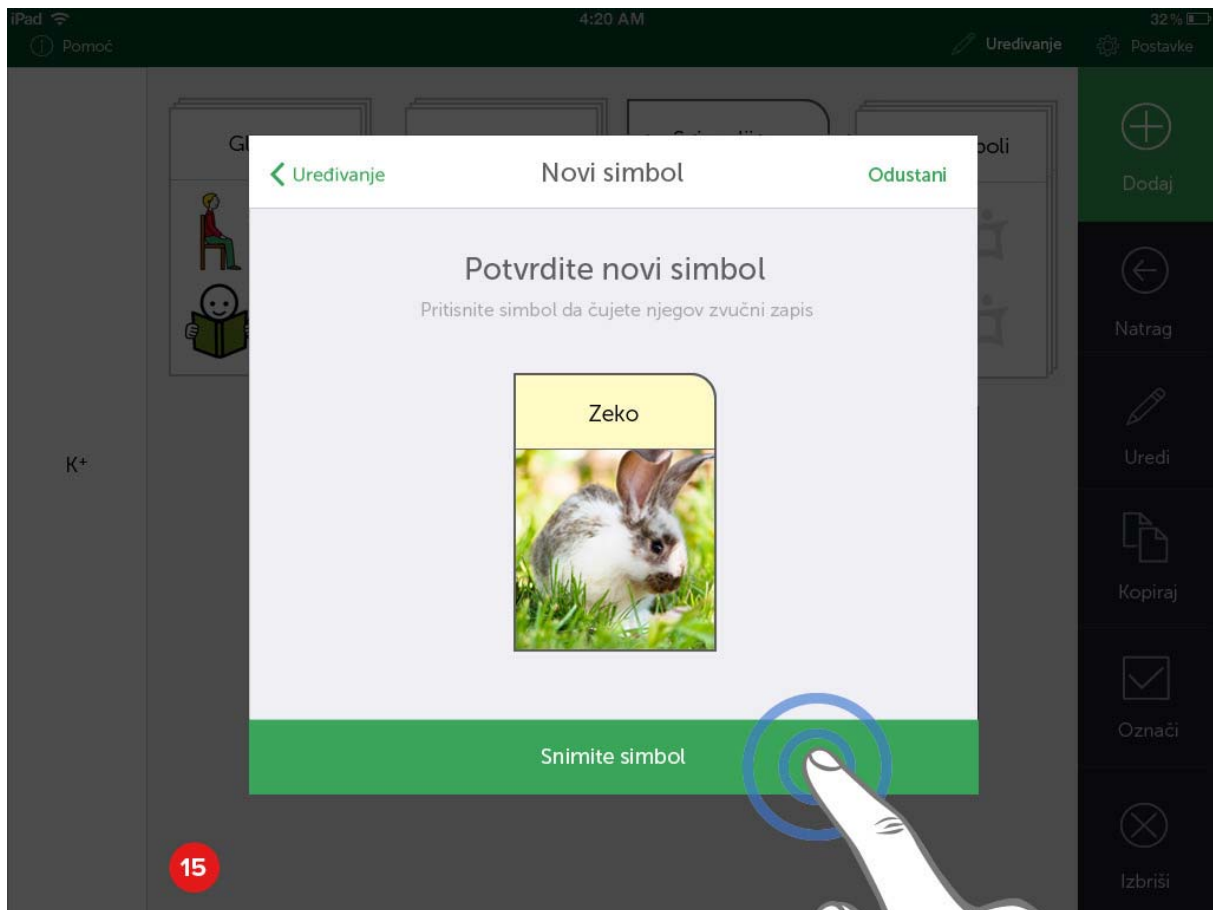 iPad 4:20 AM 32%
Pomoć Uređivanje Postavke
Dodaj
Uređivanje Novi simbol Odustani
Potvrdite novi simbol
Pritisnite simbol da čujete njegov zvučni zapis
Natrag
Zeko
K+
Uredi
Kopiraj
Označi
Snimite simbol
15
Izbriši